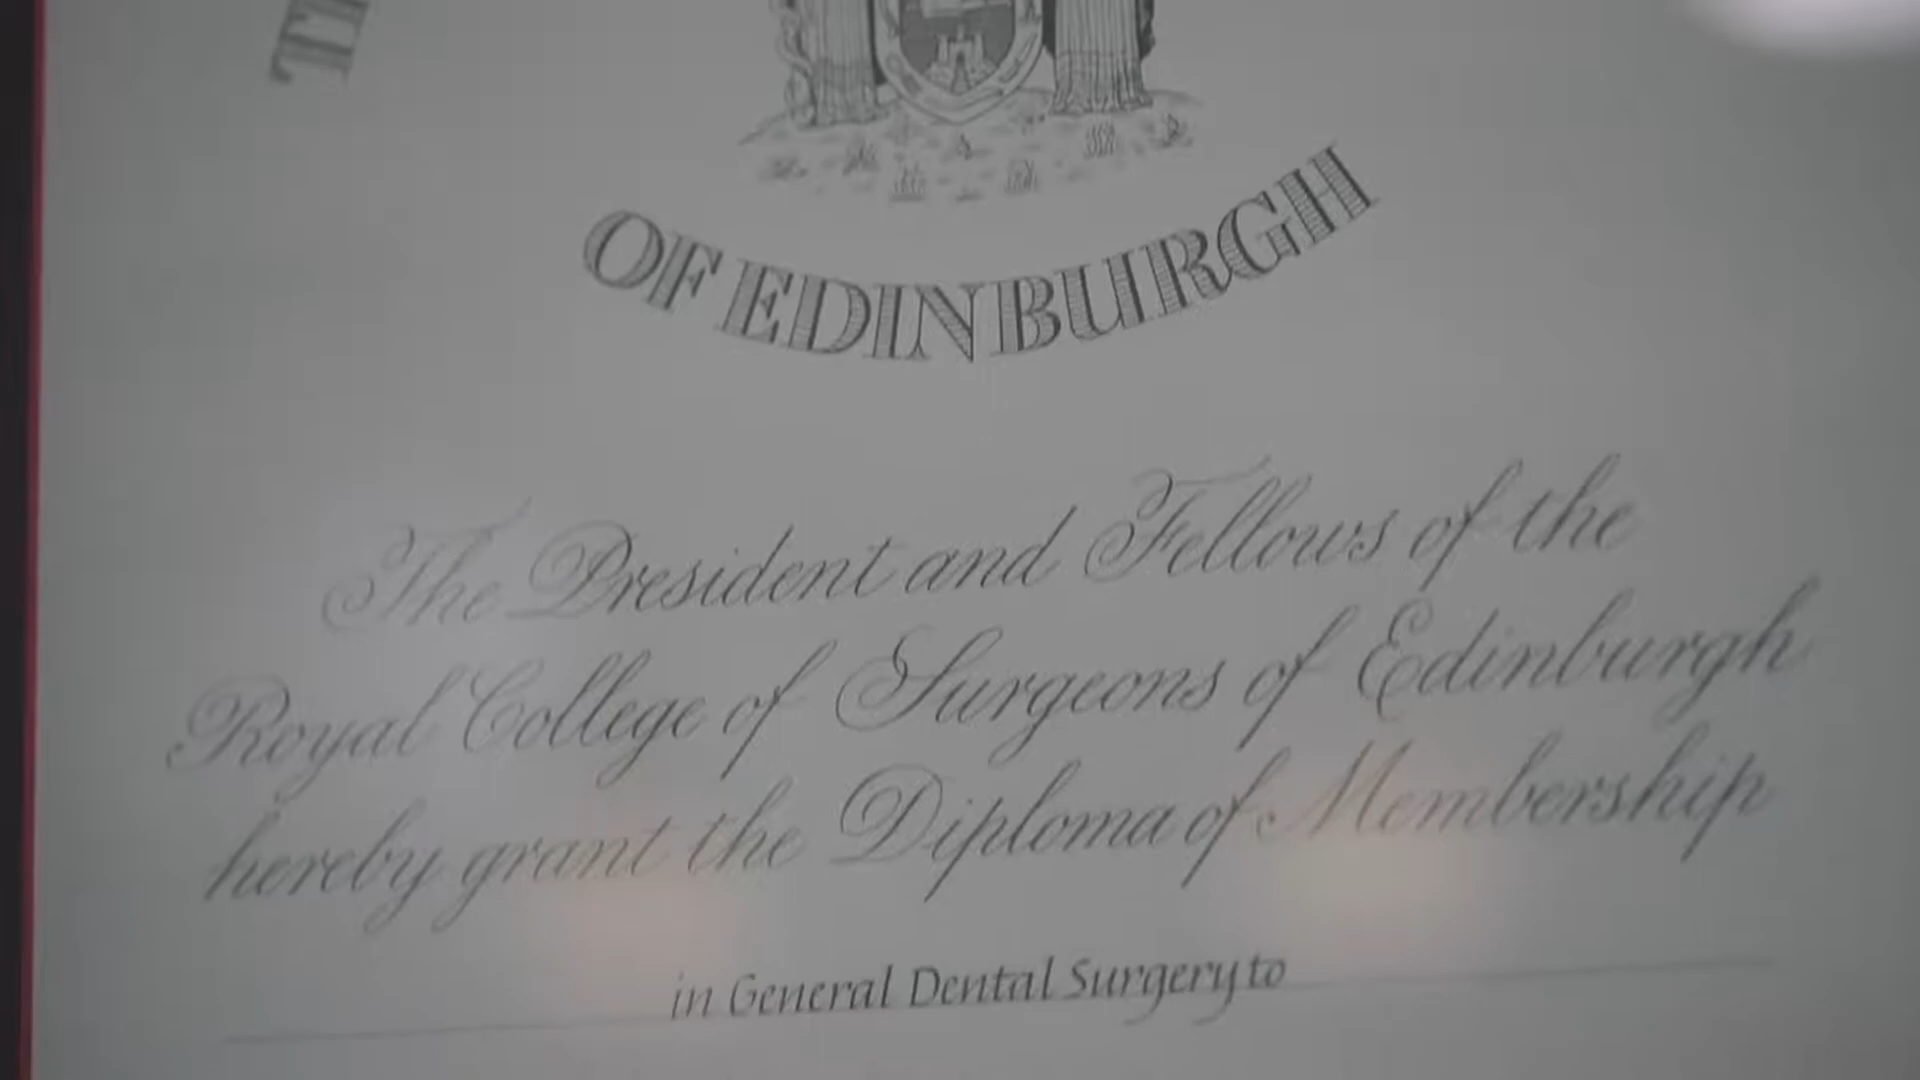 OF EDINBURGH
The President and Fellows of the
Royal College of Surgeons of Edinburgh
hereby grant the Diploma of Membership
in General Dental Surgery to